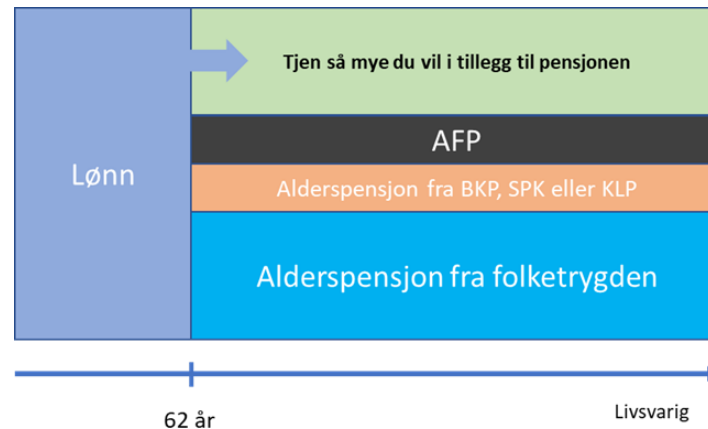 Tjen så mye du vil i tillegg til pensjonen
AFP
Lønn
Alderspensjon fra BKP, SPK eller KLP
Alderspensjon fra folketrygden
62 år
Livsvarig